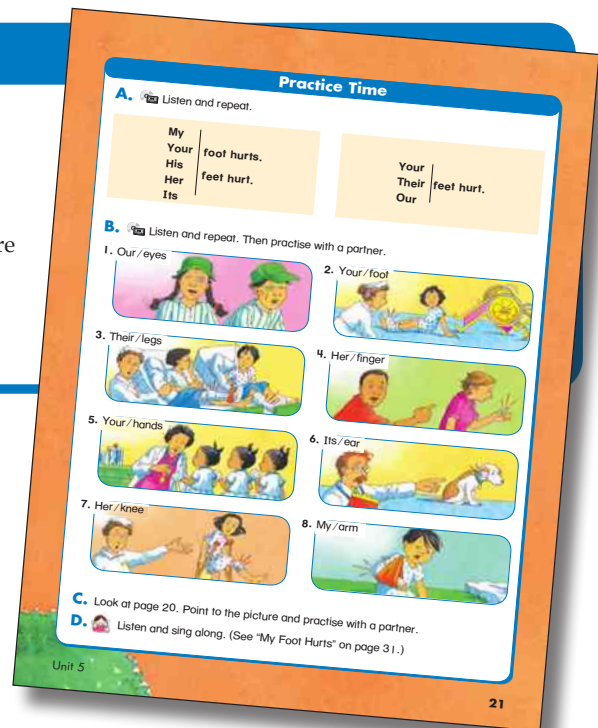 re
Practice Time
A. Listen and repeat.
My
Your
His
Her
Its
foot hurts.
feet hurt.
Your
Their
Our
feet hurt.
B. Listen and repeat. Then practise with a partner.
1. Our/eyes
2. Your/foot
3. Their/legs
4. Her/finger
5. Your/hands
6. Its/ear
7. Her/knee
8. My/arm
C. Look at page 20. Point to the picture and practise with a partner.
D. Listen and sing along. (See "My Foot Hurts" on page 31.)
Unit 5
21